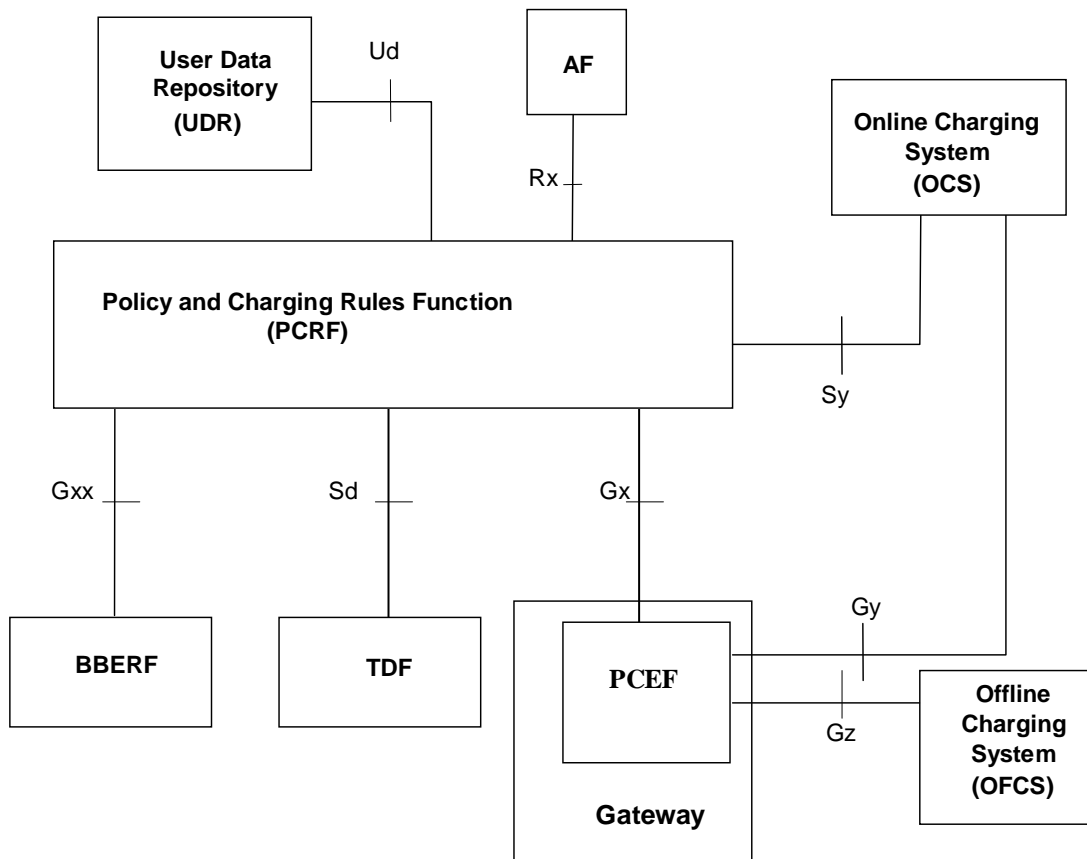 User Data
Repository
(UDR)
Ud
AF
Online Charging
System
(OCS)
Rx
Policy and Charging Rules Function
(PCRF)
Sy
Gxx
Sd
Gx
Gy
BBERF
TDF
PCEF
Gz
Offline
Charging
System
(OFCS)
Gateway